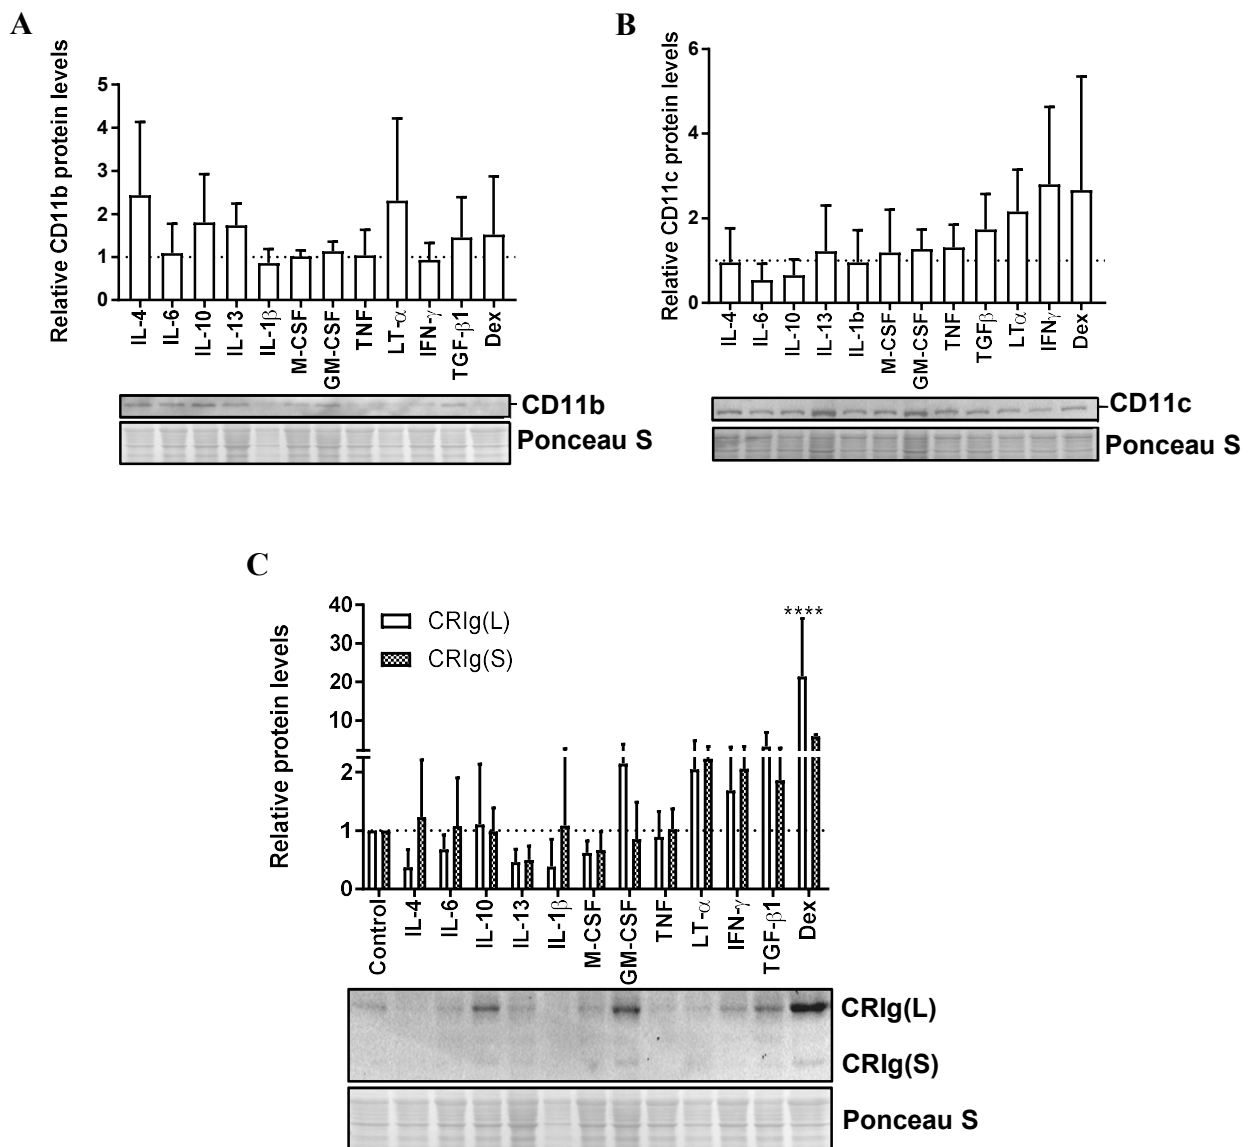 A
Relative CD11b protein levels
5
4
3
2
1
0
IL-4
IL-6
IL-10
IL-13
IL-1β
M-CSF
GM-CSF
TNF
LT-α
IFN-γ
TGF-β1
Dex
CD11b
Ponceau S
B
Relative CD11c protein levels
6
4
2
0
IL-4
IL-6
IL-10
IL-13
IL-1b
M-CSF
GM-CSF
TNF
TGFβ
LTα
IFNγ
Dex
CD11c
Ponceau S
C
Relative protein levels
40
30
20
10
2
1
0
CRIg(L)
CRIg(S)
****
Control
IL-4
IL-6
IL-10
IL-13
IL-1β
M-CSF
GM-CSF
TNF
LT-α
IFN-γ
TGF-β1
Dex
CRIg(L)
CRIg(S)
Ponceau S